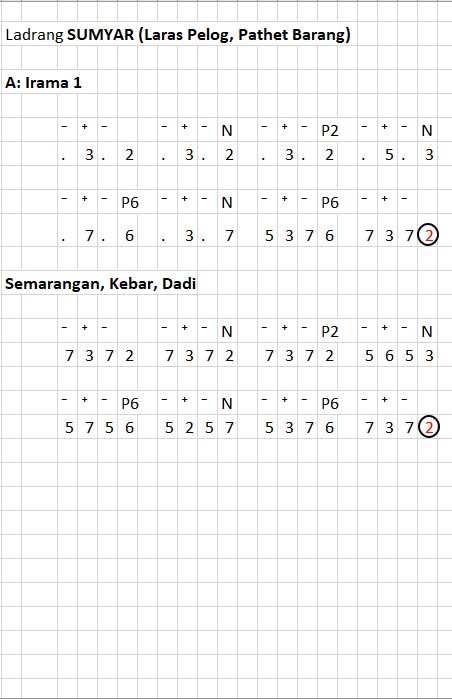 Ladrang SUMYAR (Laras Pelog, Pathet Barang)
A: Irama 1
- + - - + - N - + - P2 - + - N
. 3 . 2 . 3 . 2 . 3 . 2 . 5 . 3
- + - P6 - + - N - + - P6 - + -
. 7 . 6 . 3 . 7 5 3 7 6 7 3 7 2
Semarangan, Kebar, Dadi
- + - - + - N - + - P2 - + - N
7 3 7 2 7 3 7 2 7 3 7 2 5 6 5 3
- + - P6 - + - N - + - P6 - + -
5 7 5 6 5 2 5 7 5 3 7 6 7 3 7 2